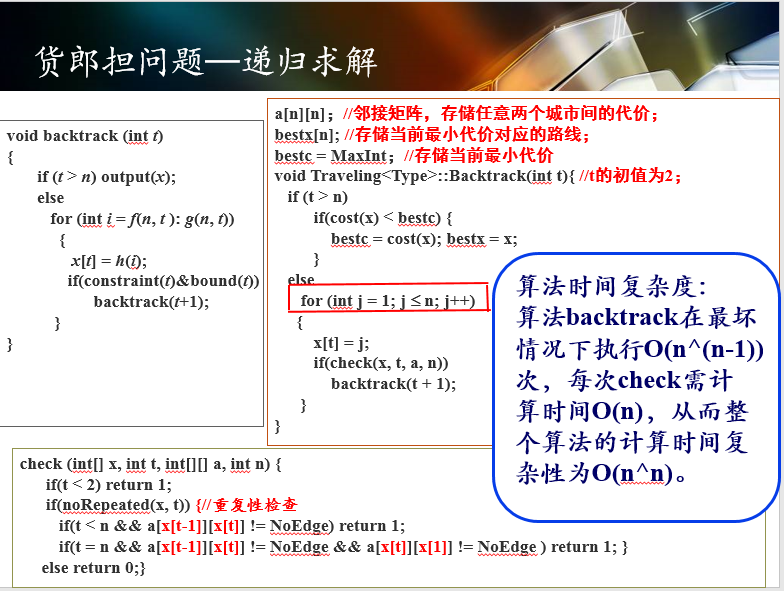 货郎担问题—递归求解
void backtrack (int t)
{
if (t > n) output(x);
else
for (int i = f(n, t ): g(n, t))
{
x[t] = h(i);
if(constraint(t)&bound(t))
backtrack(t+1);
}
}
a[n][n]；//邻接矩阵，存储任意两个城市间的代价；
bestx[n]; //存储当前最小代价对应的路线；
bestc = MaxInt；//存储当前最小代价
void Traveling<Type>::Backtrack(int t){ //t的初值为2；
if (t > n)
if(cost(x) < bestc) {
bestc = cost(x); bestx = x;
}
else
for (int j = 1; j ≤ n; j++)
{
x[t] = j;
if(check(x, t, a, n))
backtrack(t + 1);
}
}
算法时间复杂度：
算法backtrack在最坏
情况下执行O(n^(n-1))
次，每次check需计
算时间O(n)，从而整
个算法的计算时间复
杂性为O(n^n)。
check (int[] x, int t, int[][] a, int n) {
if(t < 2) return 1;
if(noRepeated(x, t)) {//重复性检查
if(t < n && a[x[t-1]][x[t]] != NoEdge) return 1;
if(t = n && a[x[t-1]][x[t]] != NoEdge && a[x[t]][x[1]] != NoEdge ) return 1; }
else return 0;}